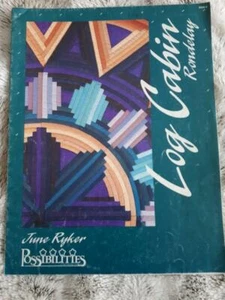 Log Cabin
Rondelay
June Ryker
POSSIBILITIES